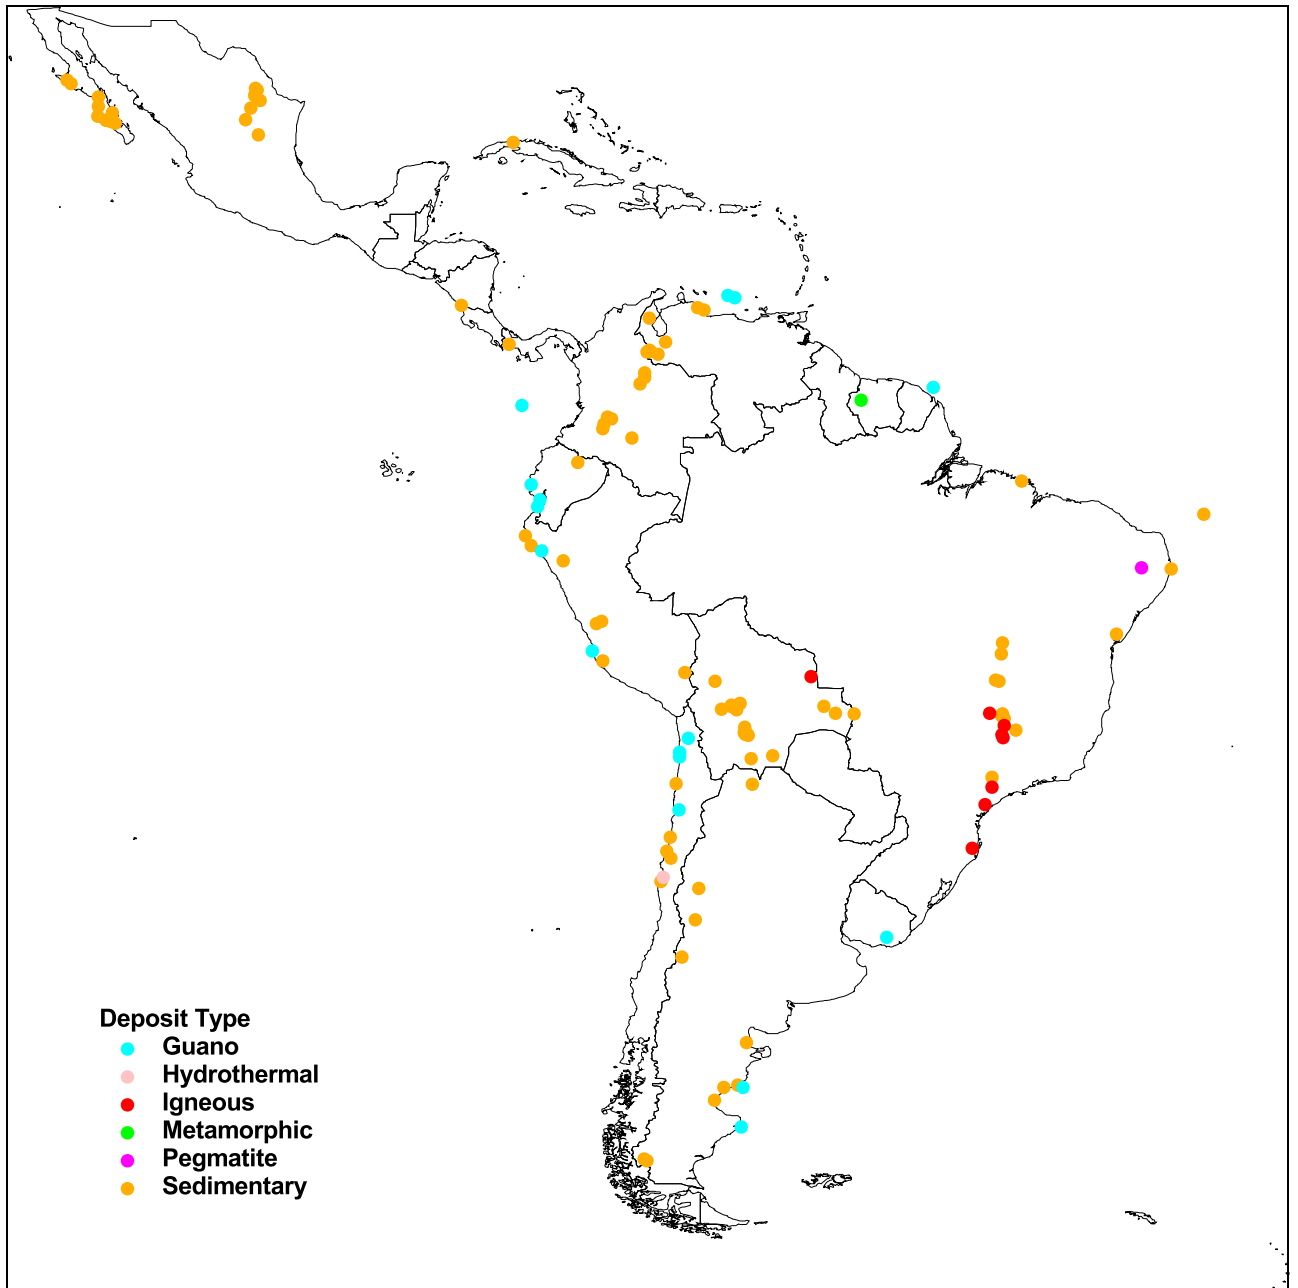 Deposit Type
Guano
Hydrothermal
Igneous
Metamorphic
Pegmatite
Sedimentary